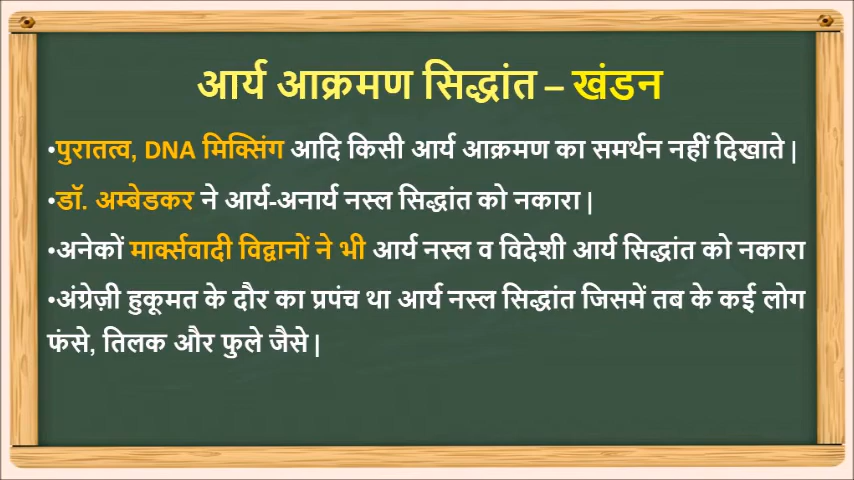 आर्य आक्रमण सिद्धांत – खंडन
•पुरातत्व, DNA मिक्सिंग आदि किसी आर्य आक्रमण का समर्थन नहीं दिखाते |
•डॉ. अम्बेडकर ने आर्य-अनार्य नस्ल सिद्धांत को नकारा |
•अनेकों मार्क्सवादी विद्वानों ने भी आर्य नस्ल व विदेशी आर्य सिद्धांत को नकारा
•अंग्रेज़ी हुकूमत के दौर का प्रपंच था आर्य नस्ल सिद्धांत जिसमें तब के कई लोग
फंसे, तिलक और फुले जैसे |